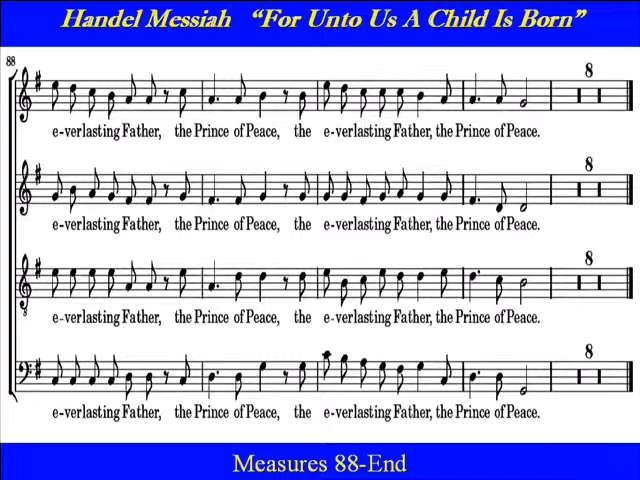 Handel Messiah “For Unto Us A Child Is Born”
88
8
e-verlasting Father, the Prince of Peace, the e-verlasting Father, the Prince of Peace.
8
e-verlasting Father, the Prince of Peace, the e-verlasting Father, the Prince of Peace.
8
8
e-verlasting Father, the Prince of Peace, the e-verlasting Father, the Prince of Peace.
8
e-verlasting Father, the Prince of Peace, the e-verlasting Father, the Prince of Peace.
Measures 88-End